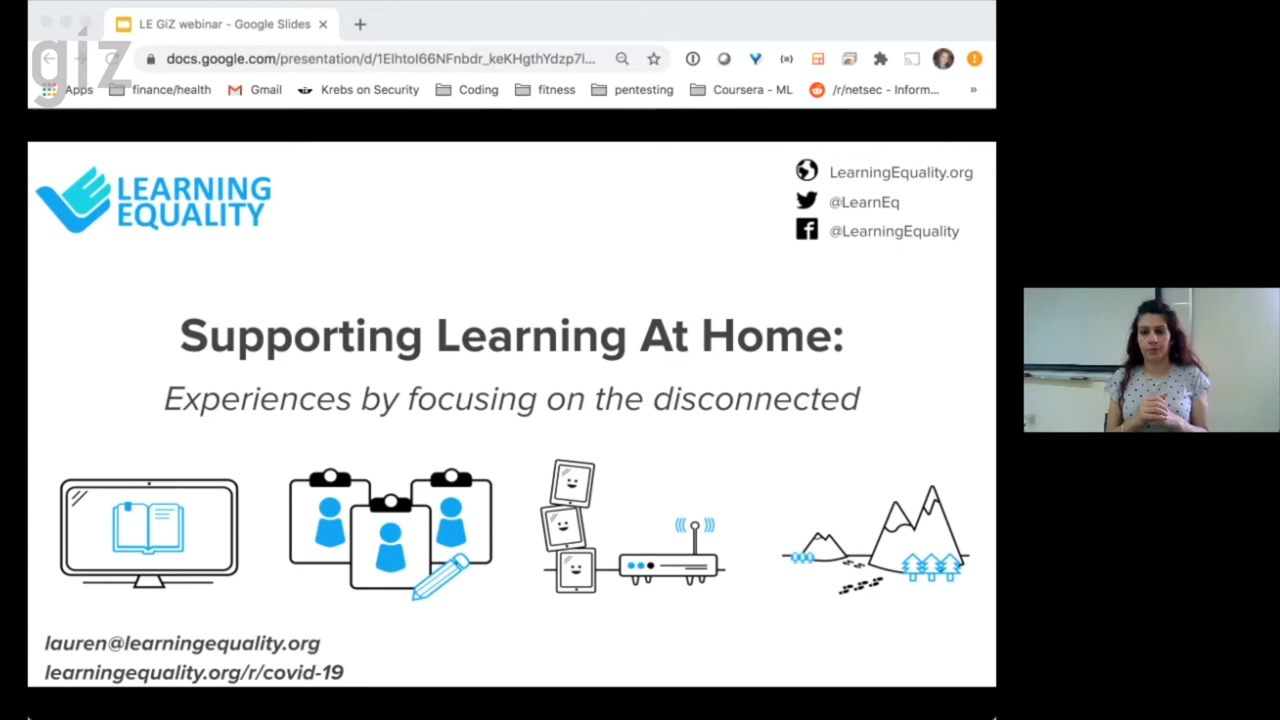 LE GiZ webinar - Google Slides
giz
docs.google.com/presentation/d/1EIhtol66NFnbdr_keKHgthYdzp7l...
Apps
finance/health
Gmail
Krebs on Security
Coding
fitness
pentesting
Coursera - ML
/r/netsec - Inform...
»
LEARNING
EQUALITY
LearningEquality.org
@LearnEq
@LearningEquality
Supporting Learning At Home:
Experiences by focusing on the disconnected
lauren@learningequality.org
learningequality.org/r/covid-19